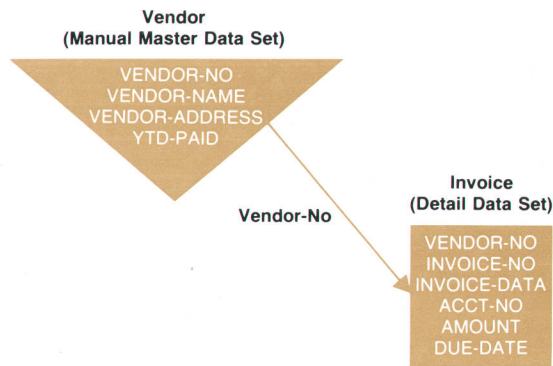 Vendor
(Manual Master Data Set)
VENDOR-NO
VENDOR-NAME
VENDOR-ADDRESS
YTD-PAID
Vendor-No
Invoice
(Detail Data Set)
VENDOR-NO
INVOICE-NO
INVOICE-DATA
ACCT-NO
AMOUNT
DUE-DATE